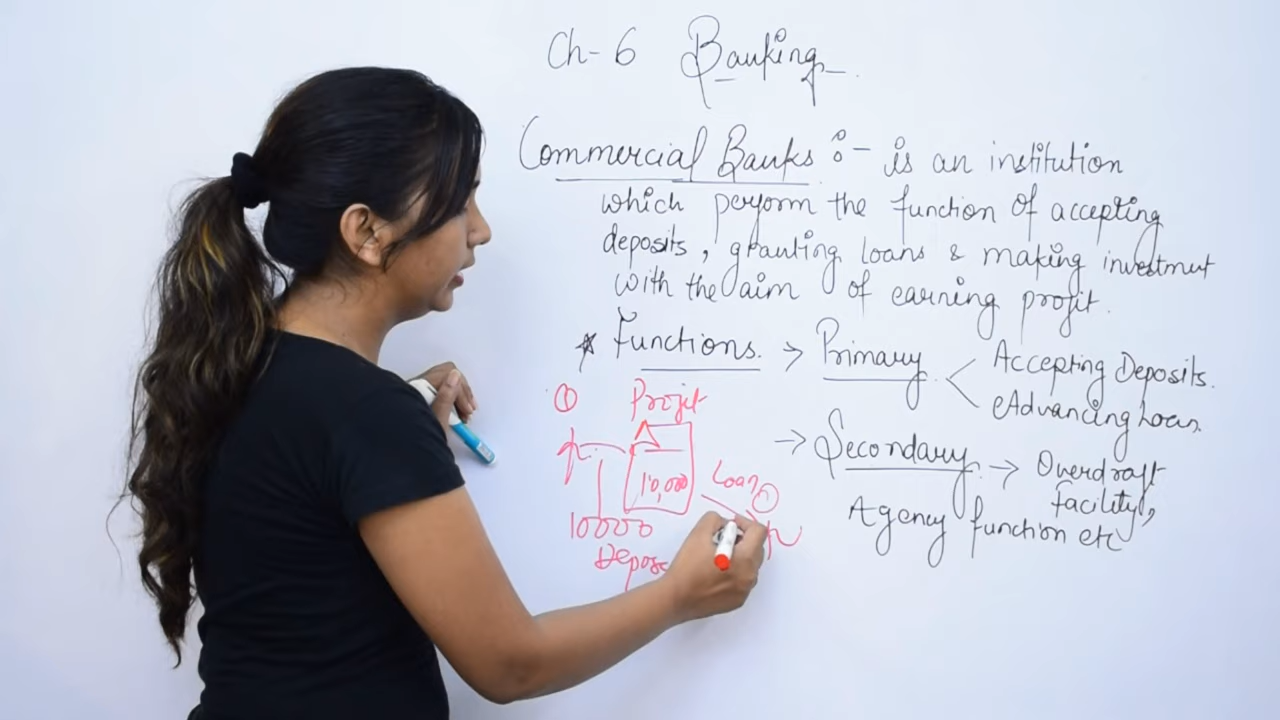 Ch- 6 Banking
Commercial Banks :- is an institution
which perform the function of accepting
deposits, granting loans & making investment
with the aim of earning profit.
* Functions. → Primary < Accepting Deposits.
Advancing Loan
→ Secondary → Overdraft
facility,
Agency function etc
① Profit
10,000
Loan
10000